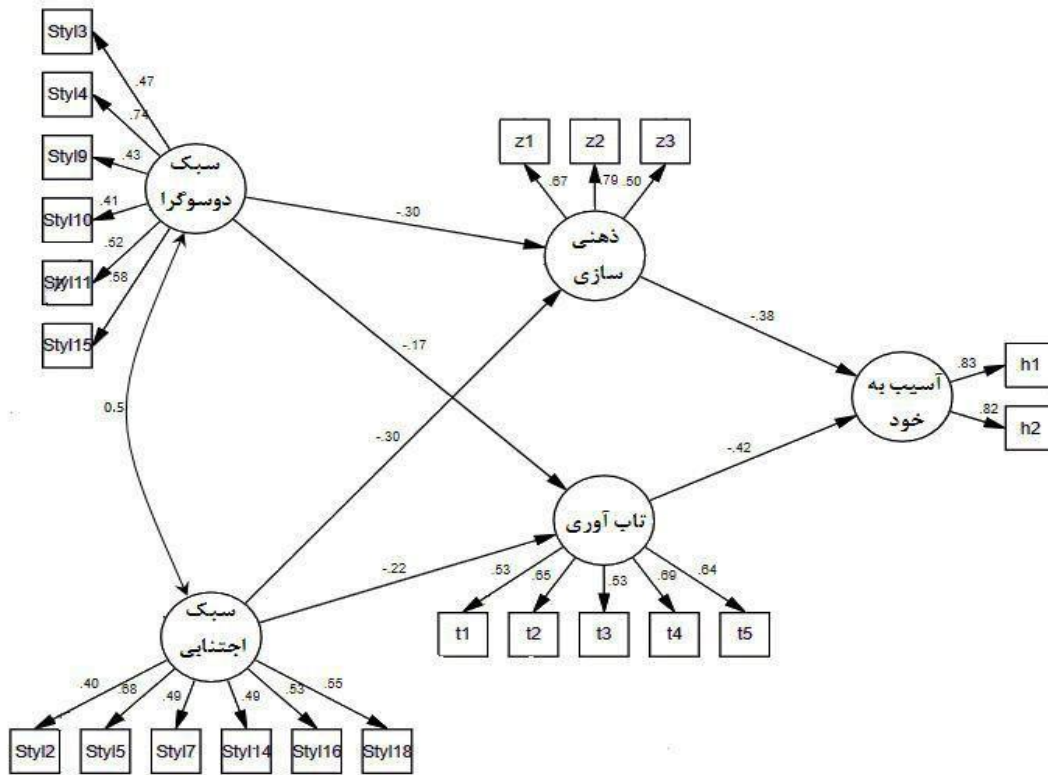 Styl3
.47
Styl4
.74
Styl9
.43
Styl10
.41
Styl11
.52
Styl15
.58
سبک
دوسوگرا
z1
z2
z3
.67
.79
.50
-.30
ذهنی
سازی
-.17
-.38
0.5
-.30
آسیب به
خود
.83
h1
.82
h2
-.42
تاب آوری
-.22
.53
.65
.53
.69
.64
t1
t2
t3
t4
t5
سبک
اجتنابی
.40
.68
.49
.49
.53
.55
Styl2
Styl5
Styl7
Styl14
Styl16
Styl18